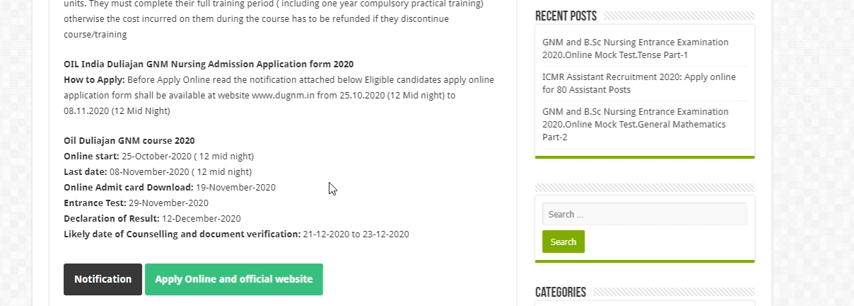 units. They must complete their full training period ( including one year compulsory practical training)
otherwise the cost incurred on them during the course has to be refunded if they discontinue
course/training
OIL India Duliajan GNM Nursing Admission Application form 2020
How to Apply: Before Apply Online read the notification attached below Eligible candidates apply online
application form shall be available at website www.dugnm.in from 25.10.2020 (12 Mid night) to
08.11.2020 (12 Mid Night)
Oil Duliajan GNM course 2020
Online start: 25-October-2020 ( 12 mid night)
Last date: 08-November-2020 ( 12 mid night)
Online Admit card Download: 19-November-2020
Entrance Test: 29-November-2020
Declaration of Result: 12-December-2020
Likely date of Counselling and document verification: 21-12-2020 to 23-12-2020
Notification
Apply Online and official website
RECENT POSTS
GNM and B.Sc Nursing Entrance Examination
2020.Online Mock Test.Tense Part-1
ICMR Assistant Recruitment 2020: Apply online
for 80 Assistant Posts
GNM and B.Sc Nursing Entrance Examination
2020.Online Mock Test.General Mathematics
Part-2
Search ...
Search
CATEGORIES